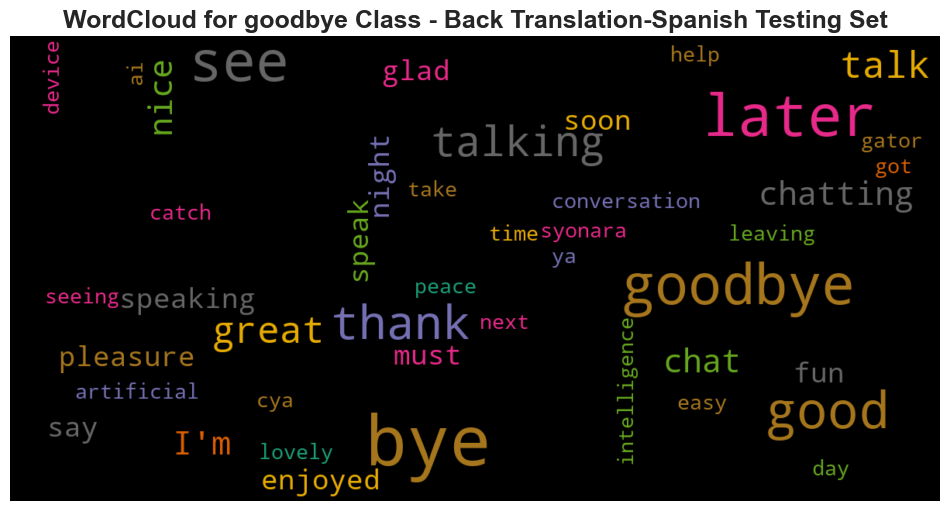 WordCloud for goodbye Class - Back Translation-Spanish Testing Set
device
ai
nice
see
glad
help
talk
later
soon
talking
gator
got
night
take
chatting
conversation
catch
speak
time
syonara
leaving
ya
goodbye
seeing
speaking
peace
thank
great
next
must
pleasure
chat
intelligence
fun
artificial
cya
easy
good
say
I'm
bye
lovely
enjoyed
day